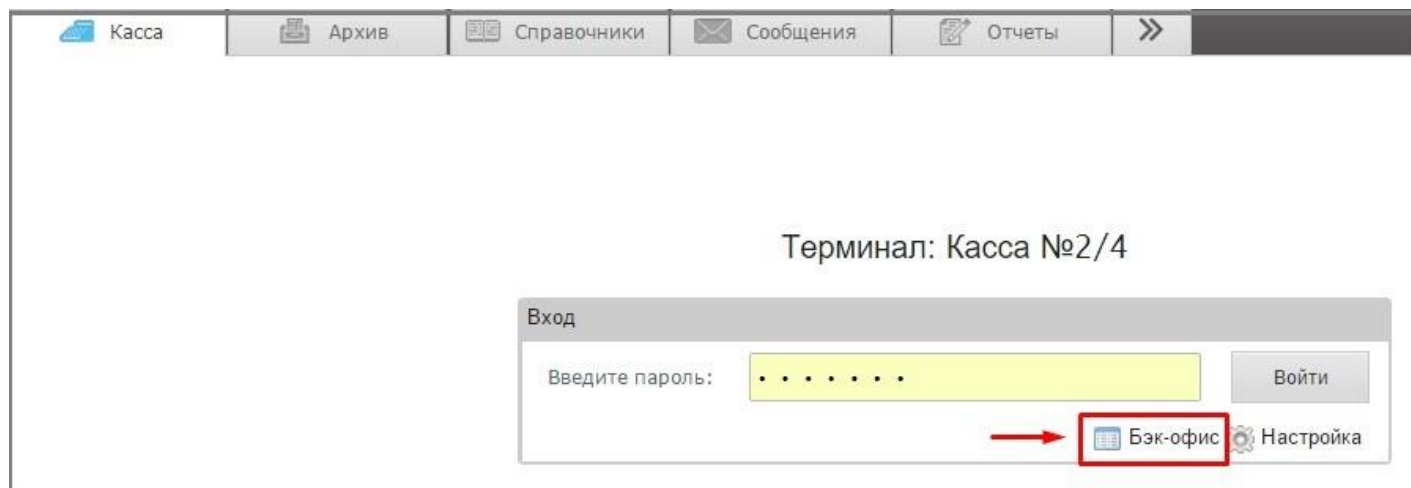 Касса Архив Справочники Сообщения Отчеты
Терминал: Касса №2/4
Вход
Введите пароль: Войти
Бэк-офис Настройка